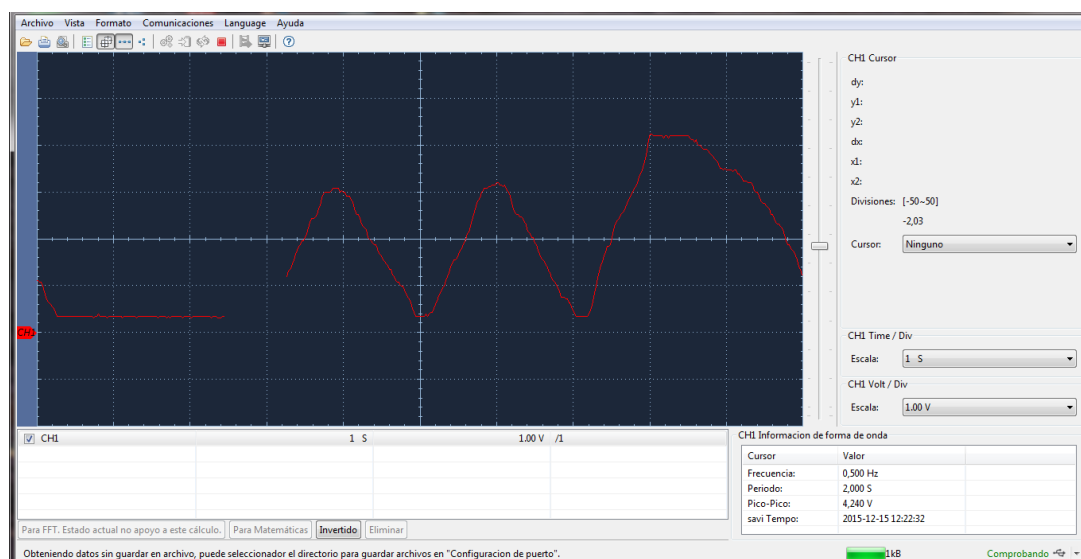 Archivo Vista Formato Comunicaciones Language Ayuda
CH1 Cursor
dy:
y1:
y2:
dx:
x1:
x2:
Divisiones: [-50~50]
-2,03
Cursor: Ninguno
CH1
CH1 Time / Div
Escala: 1 S
CH1 Volt / Div
Escala: 1.00 V
CH1 1 S 1.00 V /1
Para FFT. Estado actual no apoyo a este cálculo. Para Matemáticas Invertido Eliminar
CH1 Informacion de forma de onda
Cursor Valor
Frecuencia: 0,500 Hz
Periodo: 2,000 S
Pico-Pico: 4,240 V
savi Tempo: 2015-12-15 12:22:32
Obteniendo datos sin guardar en archivo, puede seleccionador el directorio para guardar archivos en "Configuracion de puerto".
1kB Comprobando